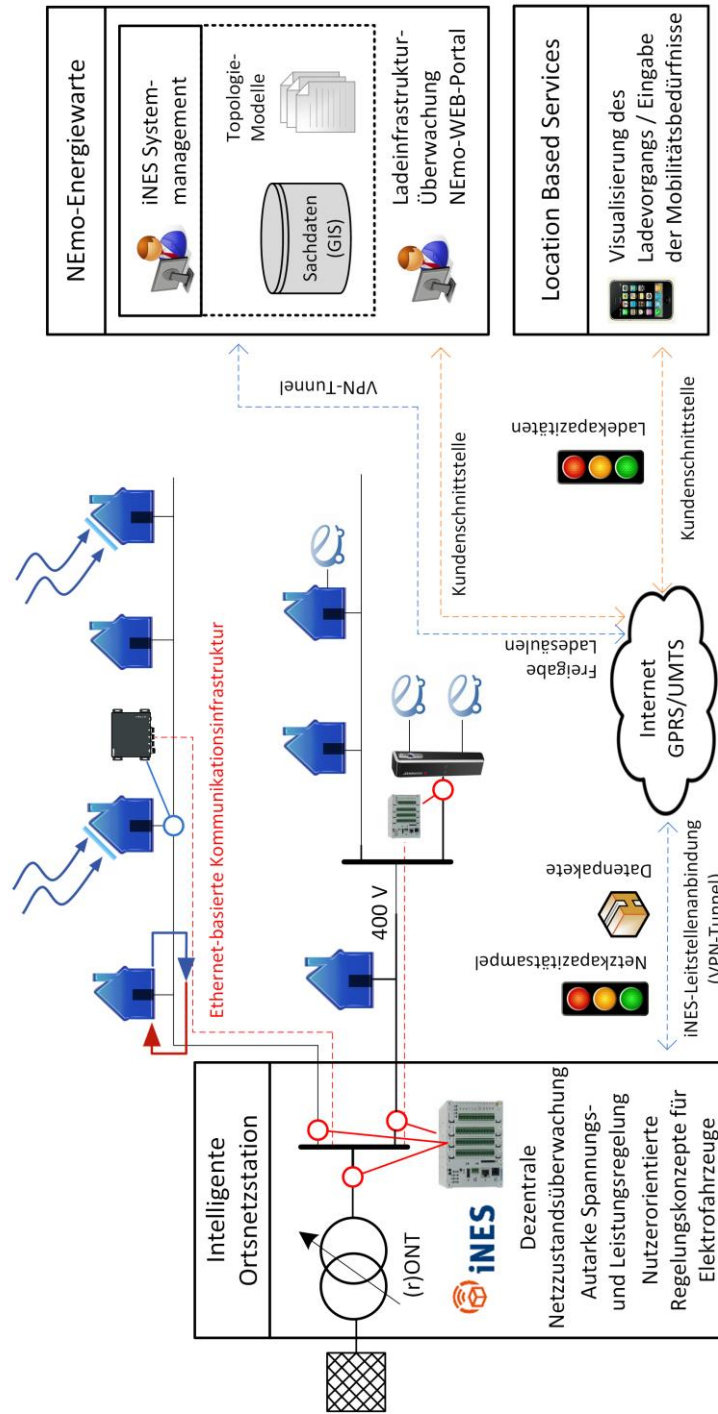 Intelligente
Ortsnetzstation
(r)ONT
iNES
Dezentrale
Netzzustandsüberwachung
Autarke Spannungs-
und Leistungsregelung
Nutzerorientierte
Regelungskonzepte für
Elektrofahrzeuge
Ethernet-basierte Kommunikationsinfrastruktur
400 V
Netzkapazitätsampel
Datenpakete
iNES-Leitstellenanbindung
(VPN-Tunnel)
Internet
GPRS/UMTS
Freigabe
Ladesäulen
Kundenschnittstelle
VPN-Tunnel
Ladekapazitäten
Kundenschnittstelle
NEmo-Energiewarte
iNES System-
management
Sachdaten
(GIS)
Topologie-
Modelle
Ladeinfrastruktur-
Überwachung
NEmo-WEB-Portal
Location Based Services
Visualisierung des
Ladevorgangs / Eingabe
der Mobilitätsbedürfnisse